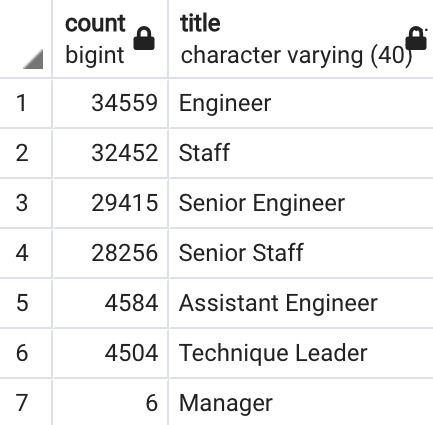 count title
bigint character varying (40)
1 34559 Engineer
2 32452 Staff
3 29415 Senior Engineer
4 28256 Senior Staff
5 4584 Assistant Engineer
6 4504 Technique Leader
7 6 Manager